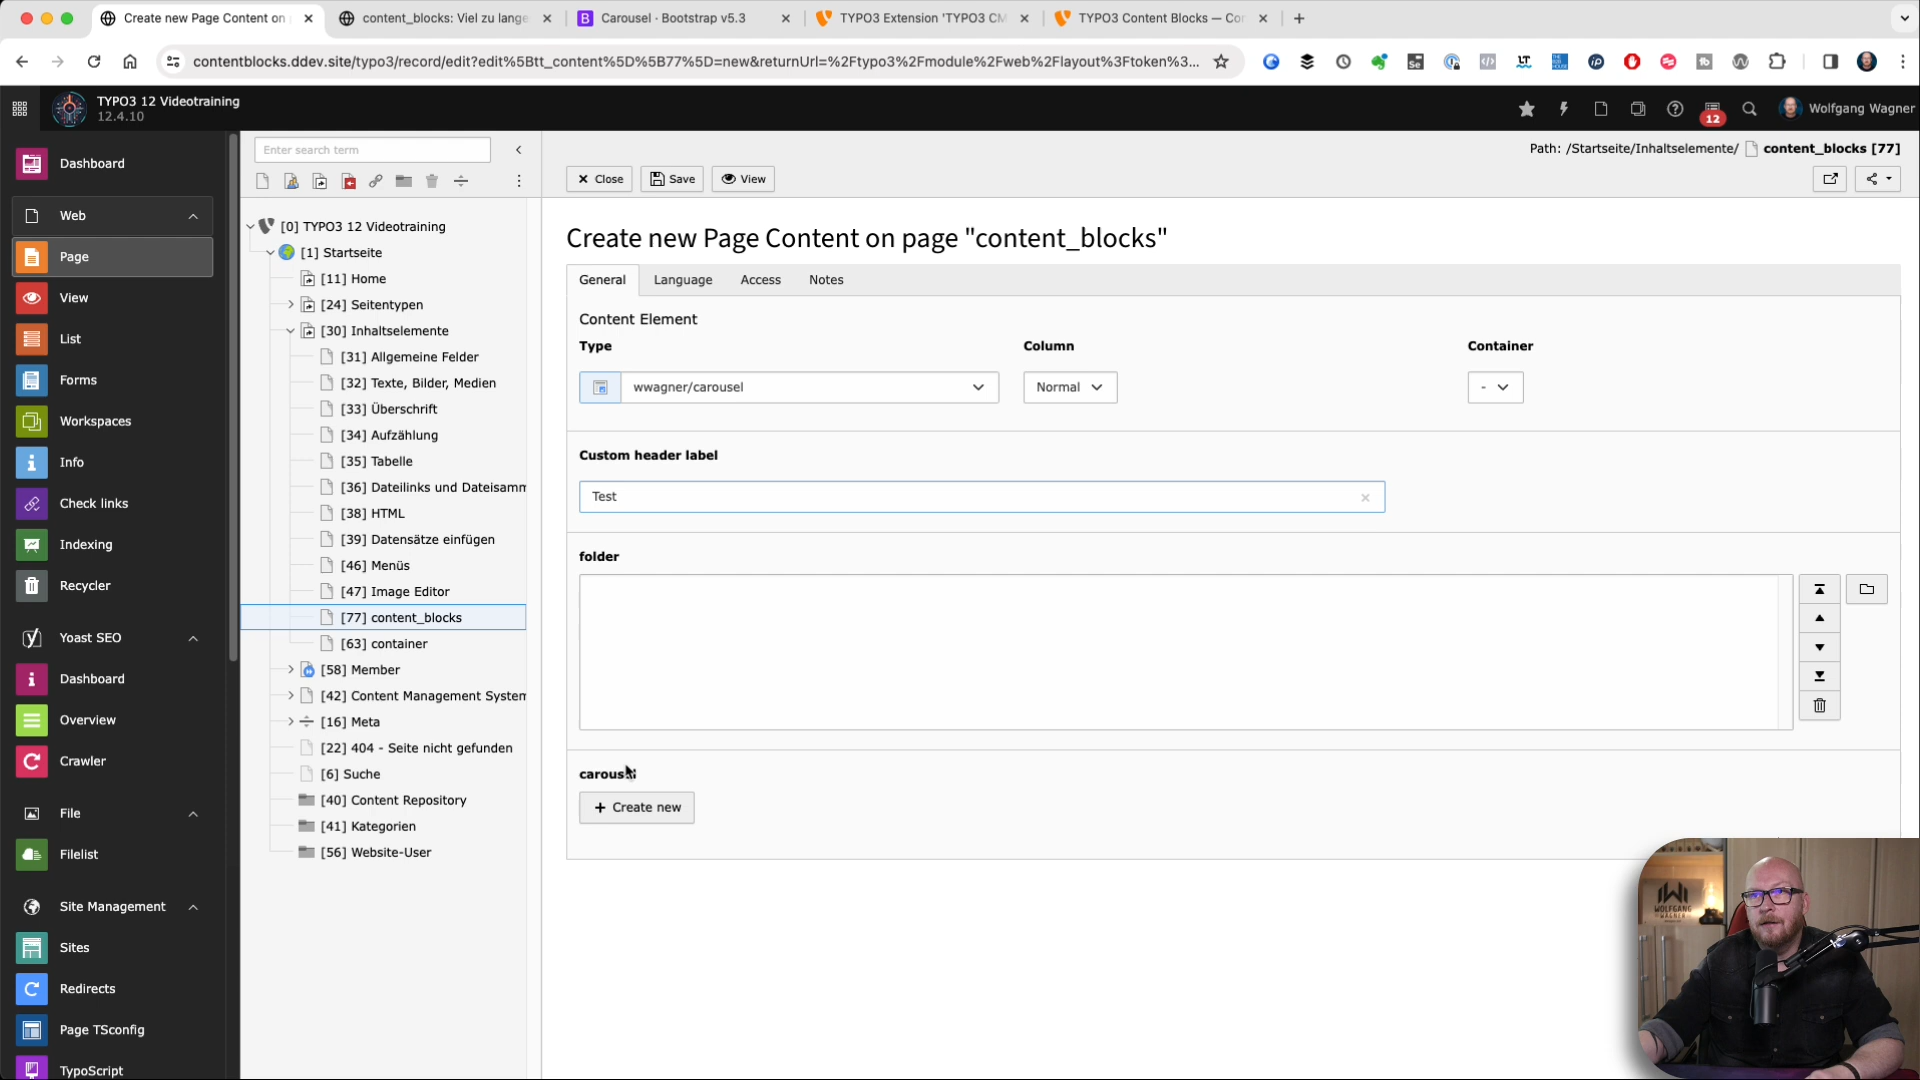 Create new Page Content on
content_blocks: Viel zu lange
Carousel · Bootstrap v5.3
TYPO3 Extension 'TYPO3 CM
TYPO3 Content Blocks — Co
contentblocks.ddev.site/typo3/record/edit?edit%5Btt_content%5D%5B77%5D=new&returnUrl=%2Ftypo3%2Fmodule%2Fweb%2Flayout%3Ftoken%3...
TYPO3 12 Videotraining
12.4.10
12
Wolfgang Wagner
Dashboard
Web
Page
View
List
Forms
Workspaces
Info
Check links
Indexing
Recycler
Yoast SEO
Dashboard
Overview
Crawler
File
Filelist
Site Management
Sites
Redirects
Page TSconfig
TypoScript
Enter search term
[0] TYPO3 12 Videotraining
[1] Startseite
[11] Home
[24] Seitentypen
[30] Inhaltselemente
[31] Allgemeine Felder
[32] Texte, Bilder, Medien
[33] Überschrift
[34] Aufzählung
[35] Tabelle
[36] Dateilinks und Dateisamm
[38] HTML
[39] Datensätze einfügen
[46] Menüs
[47] Image Editor
[77] content_blocks
[63] container
[58] Member
[42] Content Management System
[16] Meta
[22] 404 - Seite nicht gefunden
[6] Suche
[40] Content Repository
[41] Kategorien
[56] Website-User
Path: /Startseite/Inhaltselemente/ content_blocks [77]
Close
Save
View
Create new Page Content on page "content_blocks"
General
Language
Access
Notes
Content Element
Type
Column
Container
wwagner/carousel
Normal
-
Custom header label
Test
folder
carousel
Create new
WOLFGANG
WAGNER